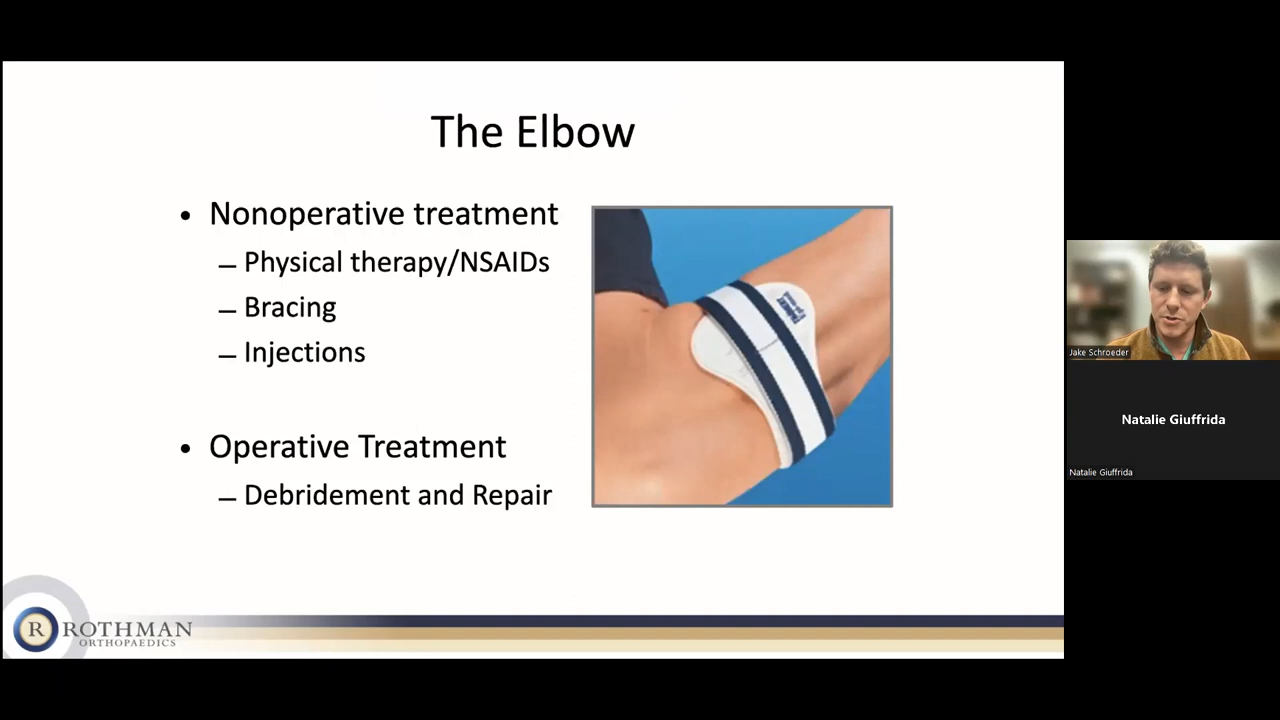 The Elbow
• Nonoperative treatment
– Physical therapy/NSAIDs
– Bracing
– Injections
• Operative Treatment
– Debridement and Repair
R ROTHMAN
ORTHOPAEDICS
Jake Schroeder
Natalie Giuffrida
Natalie Giuffrida